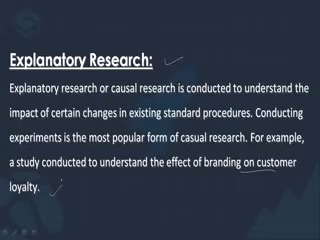 Explanatory Research:
Explanatory research or causal research is conducted to understand the
impact of certain changes in existing standard procedures. Conducting
experiments is the most popular form of casual research. For example,
a study conducted to understand the effect of branding on customer
loyalty.